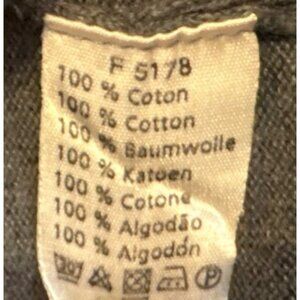 F 5178
100 % Coton
100 % Cotton
100 % Baumwolle
100 % Katoen
100 % Cotone
100 % Algodão
100 % Algodón
P